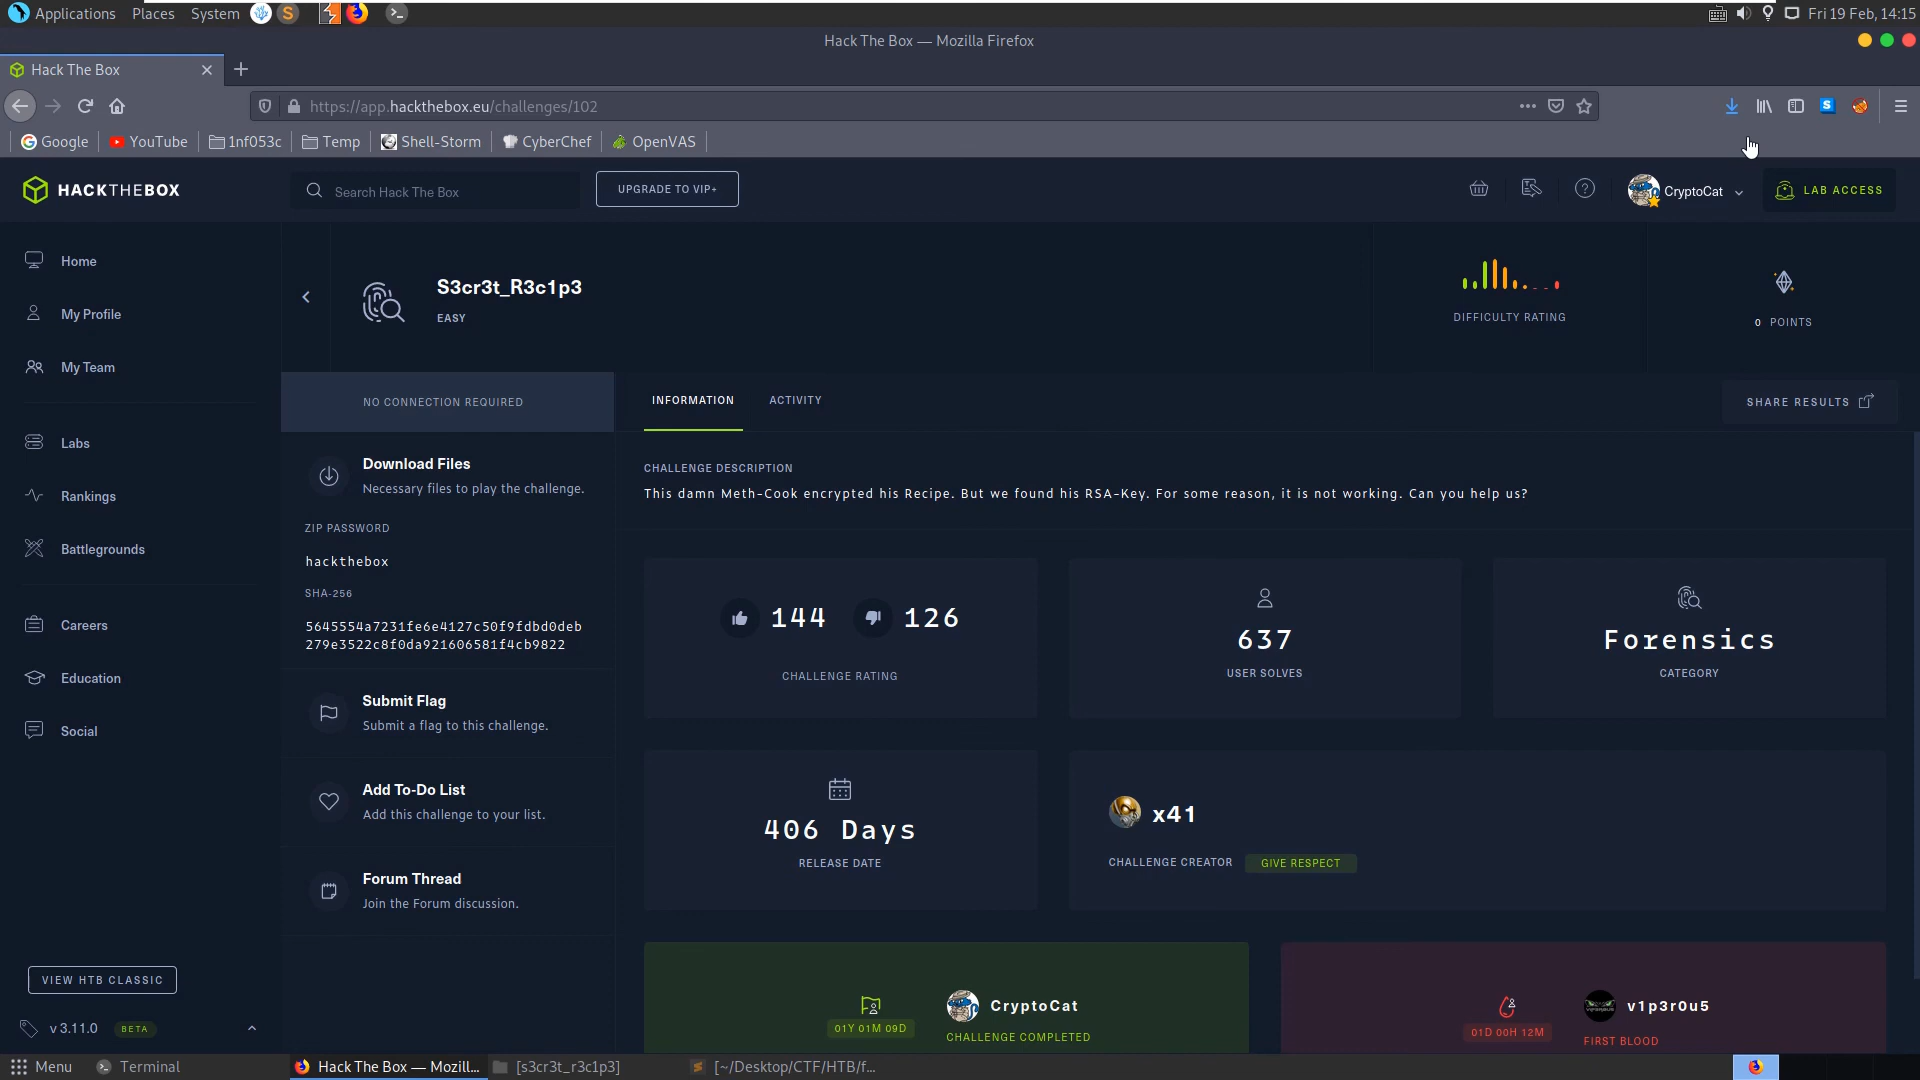 Applications Places System Fri 19 Feb, 14:15
Hack The Box — Mozilla Firefox
Hack The Box
https://app.hackthebox.eu/challenges/102
Google YouTube 1nf053c Temp Shell-Storm CyberChef OpenVAS
HACKTHEBOX Search Hack The Box UPGRADE TO VIP+ CryptoCat LAB ACCESS
Home
My Profile
My Team
Labs
Rankings
Battlegrounds
Careers
Education
Social
VIEW HTB CLASSIC
v 3.11.0 BETA
S3cr3t_R3c1p3
EASY
DIFFICULTY RATING
0 POINTS
NO CONNECTION REQUIRED
Download Files
Necessary files to play the challenge.
ZIP PASSWORD
hackthebox
SHA-256
5645554a7231fe6e4127c50f9fdbd0deb
279e3522c8f0da921606581f4cb9822
Submit Flag
Submit a flag to this challenge.
Add To-Do List
Add this challenge to your list.
Forum Thread
Join the Forum discussion.
INFORMATION ACTIVITY SHARE RESULTS
CHALLENGE DESCRIPTION
This damn Meth-Cook encrypted his Recipe. But we found his RSA-Key. For some reason, it is not working. Can you help us?
144 126
CHALLENGE RATING
637
USER SOLVES
Forensics
CATEGORY
406 Days
RELEASE DATE
x41
CHALLENGE CREATOR GIVE RESPECT
CryptoCat
01Y 01M 09D
CHALLENGE COMPLETED
v1p3r0u5
01D 00H 12M
FIRST BLOOD
Menu Terminal Hack The Box — Mozill... [s3cr3t_r3c1p3] [~/Desktop/CTF/HTB/f...